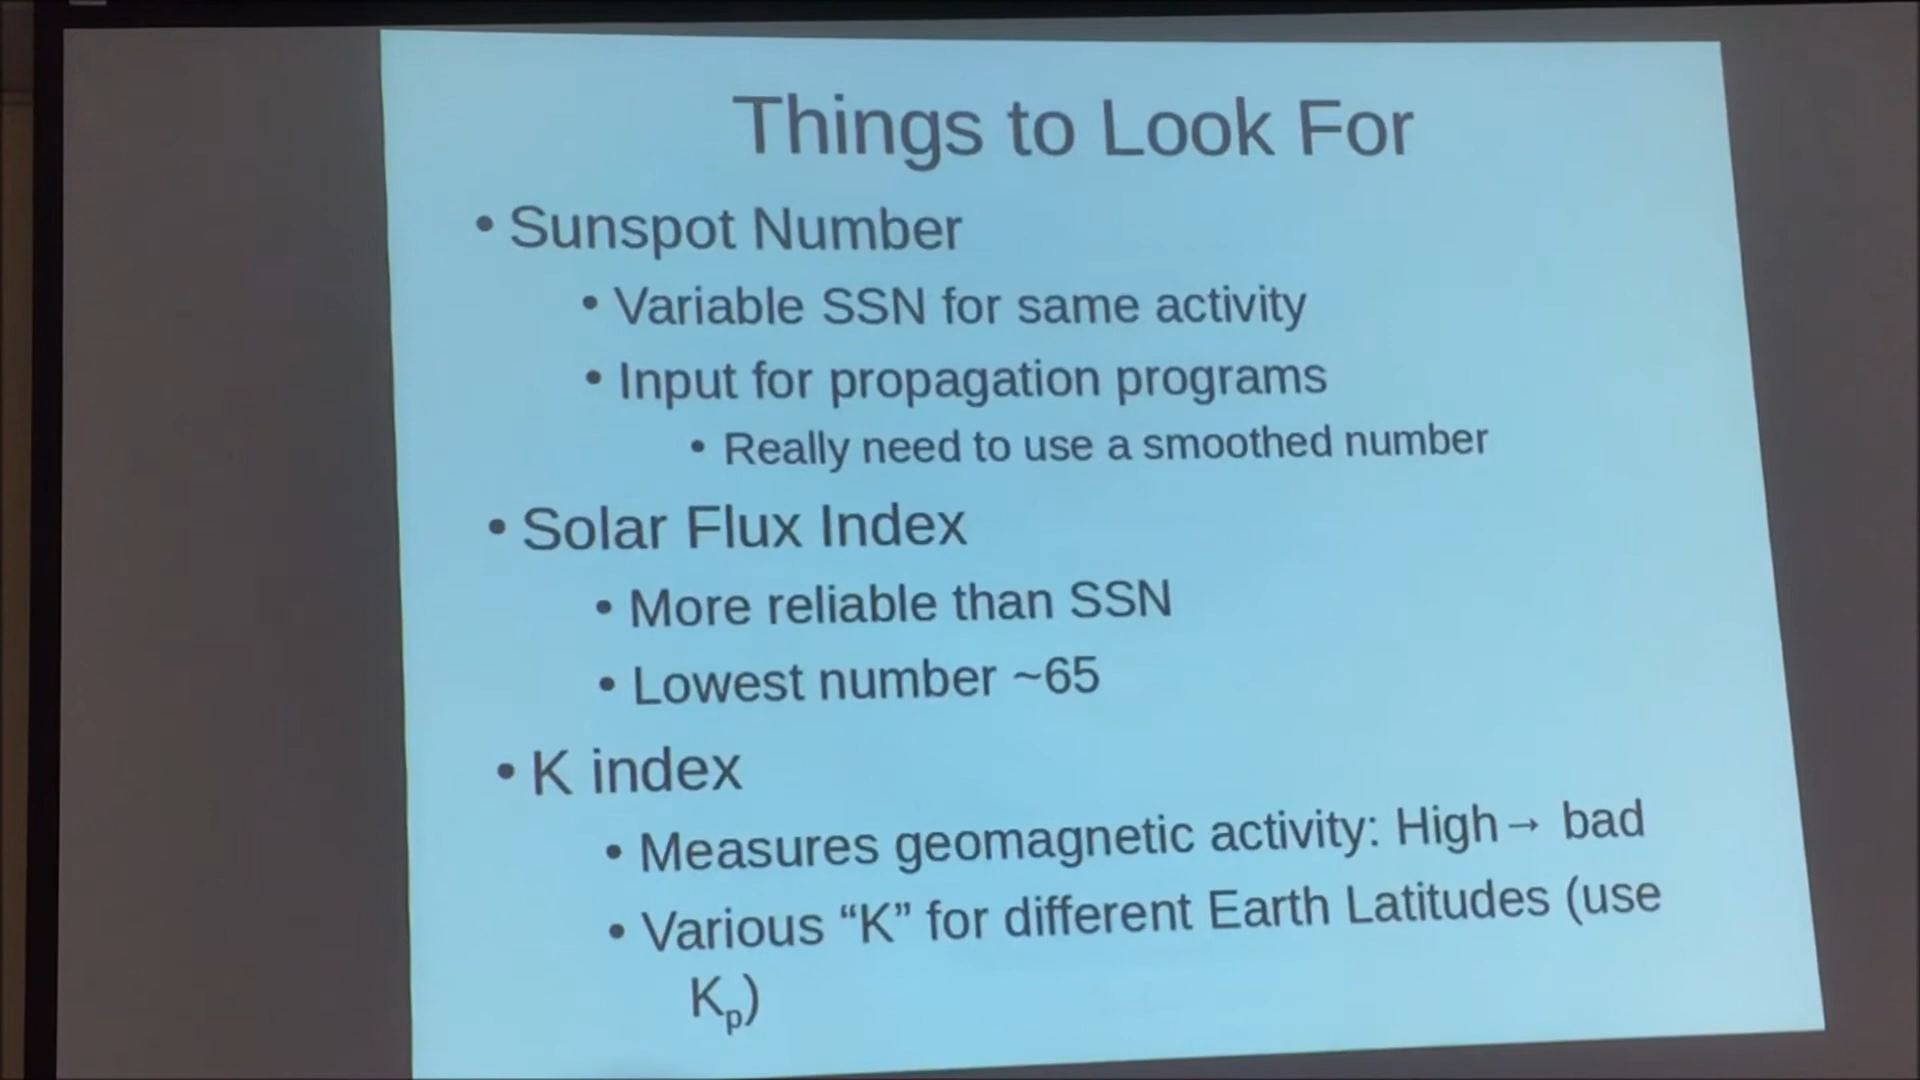 Things to Look For
• Sunspot Number
• Variable SSN for same activity
• Input for propagation programs
• Really need to use a smoothed number
• Solar Flux Index
• More reliable than SSN
• Lowest number ~65
• K index
• Measures geomagnetic activity: High→ bad
• Various “K” for different Earth Latitudes (use
Kp)